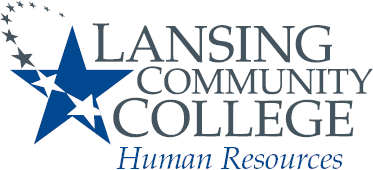 LANSING
COMMUNITY
COLLEGE
Human Resources